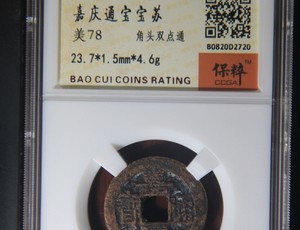 嘉庆通宝宝苏
美78 角头双点通
23.7*1.5mm*4.6g
B0820D2720
保粹
CCGA
BAO CUI COINS RATING